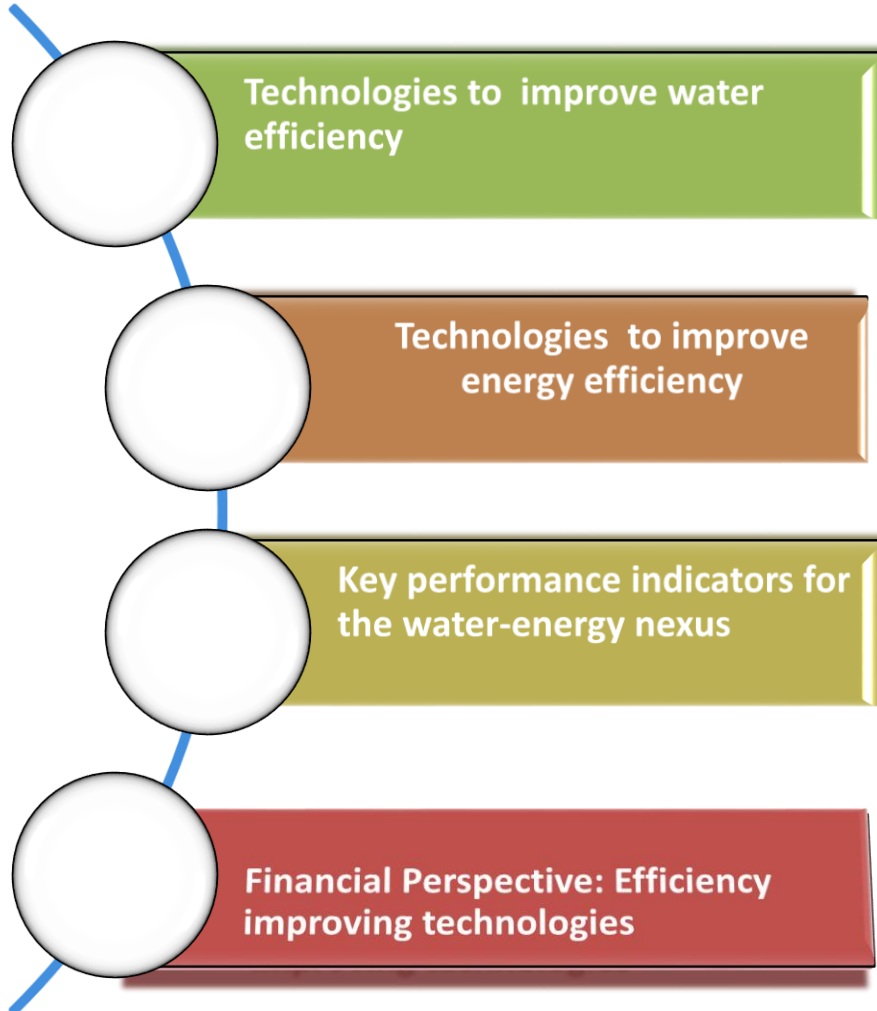 Technologies to  improve water
efficiency
Technologies  to improve
energy efficiency
Key performance indicators for
the water-energy nexus
Financial Perspective: Efficiency
improving technologies